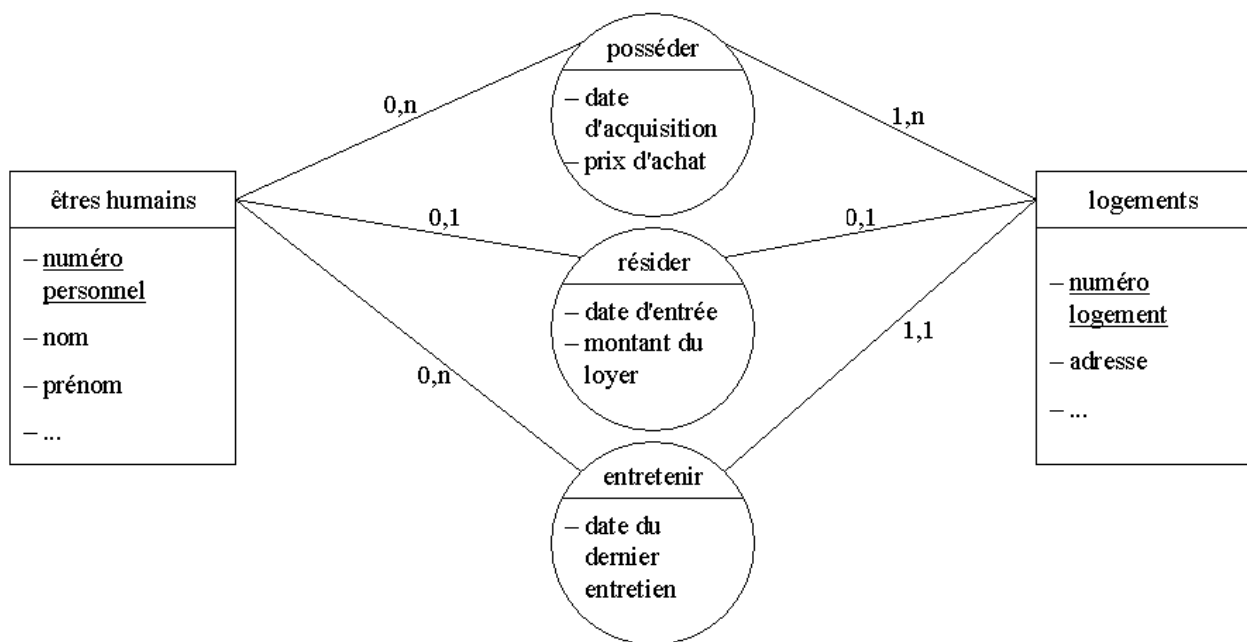 posséder
– date
d'acquisition
– prix d'achat
0,n
1,n
êtres humains
– numéro
personnel
– nom
– prénom
– ...
0,1
0,1
résider
– date d'entrée
– montant du
loyer
logements
– numéro
logement
– adresse
– ...
0,n
1,1
entretenir
– date du
dernier
entretien